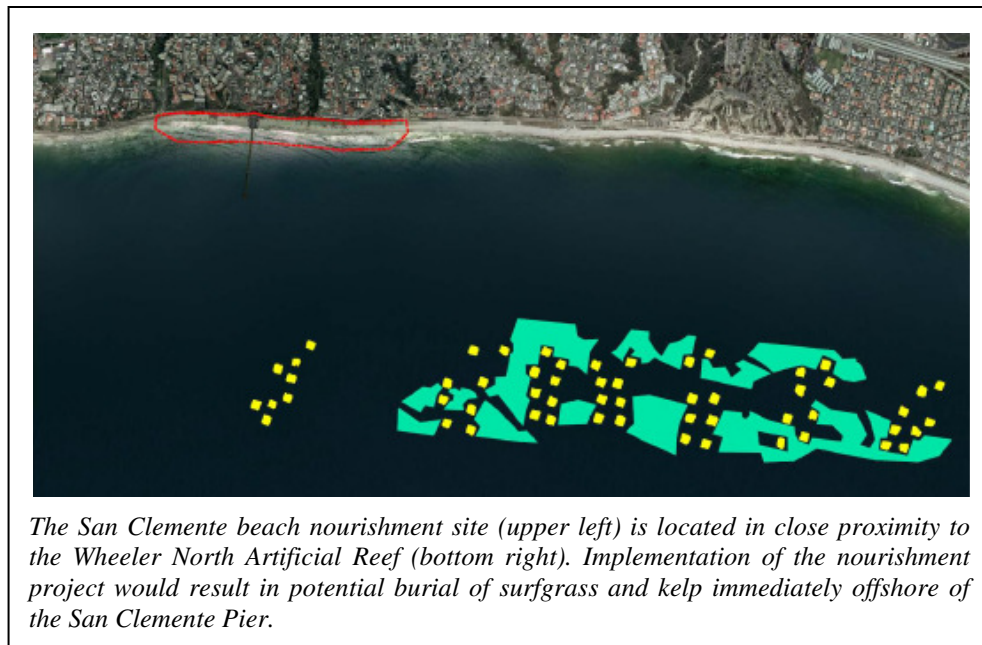 The San Clemente beach nourishment site (upper left) is located in close proximity to
the Wheeler North Artificial Reef (bottom right). Implementation of the nourishment
project would result in potential burial of surfgrass and kelp immediately offshore of
the San Clemente Pier.